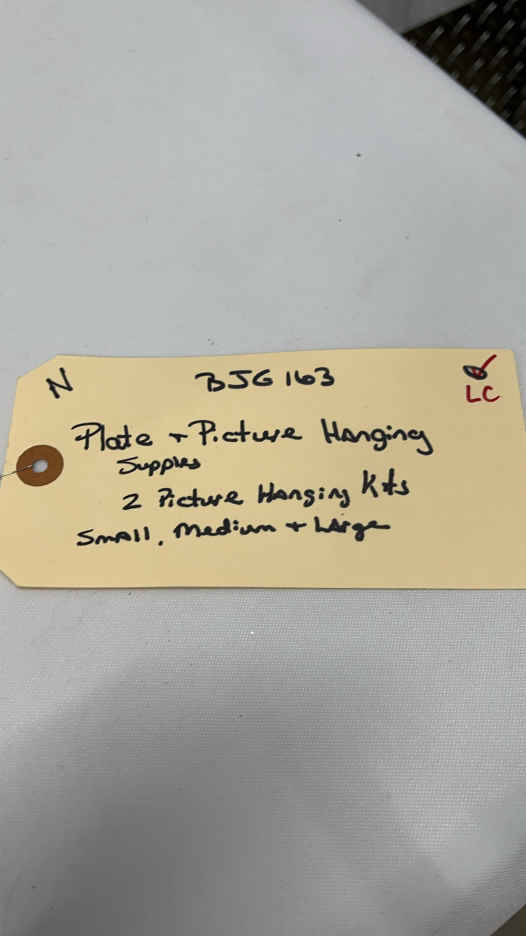 N
BJG 163
LC
Plate + Picture Hanging
Supplies
2 Picture Hanging Kits
Small, Medium + Large